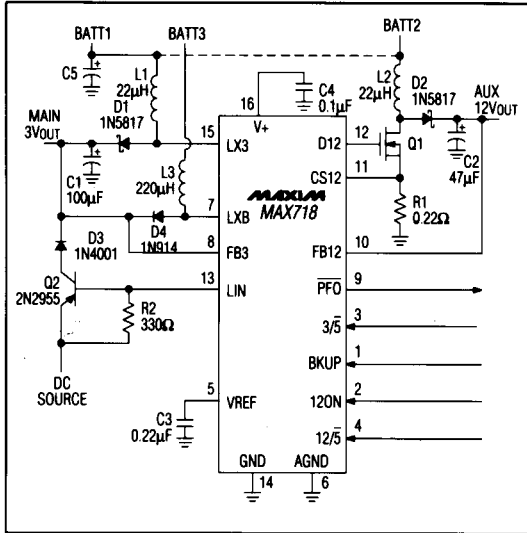 BATT1
BATT3
BATT2
C5
+
L1
22μH
C4
0.1μF
L2
22μH
D2
1N5817
AUX
12VOUT
MAIN
3VOUT
D1
1N5817
16
V+
15
LX3
D12
12
Q1
+
C2
47μF
+
C1
100μF
L3
220μH
CS12
11
MAXIM
MAX718
R1
0.22Ω
7
LXB
D4
1N914
8
FB3
FB12
10
D3
1N4001
Q2
2N2955
13
LIN
R2
330Ω
PFO
9
3/5
3
BKUP
1
12ON
2
12/5
4
DC
SOURCE
5
VREF
C3
0.22μF
GND
AGND
14
6